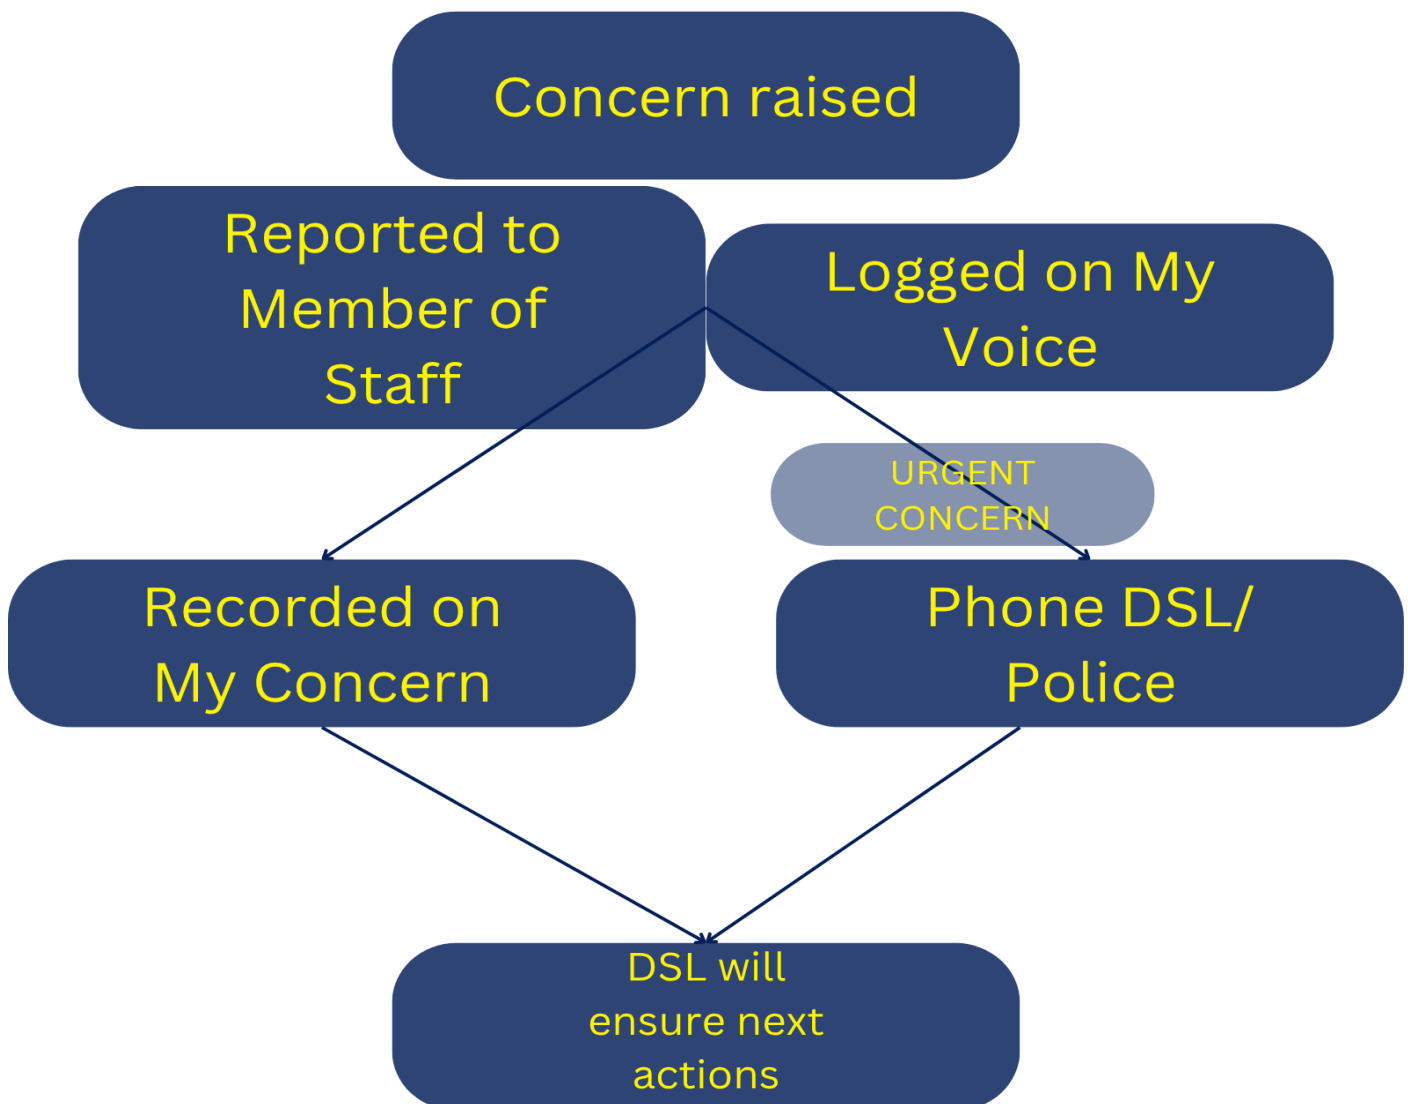 Concern raised
Reported to
Member of
Staff
Logged on My
Voice
URGENT
CONCERN
Recorded on
My Concern
Phone DSL/
Police
DSL will
ensure next
actions